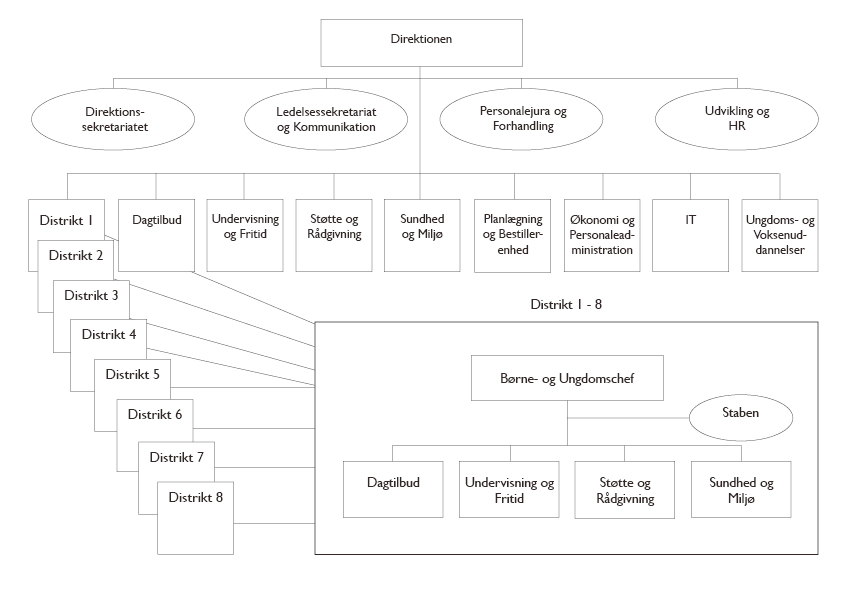 Direktionen
Direktions-
sekretariatet
Ledelsessekretariat
og Kommunikation
Personalejura og
Forhandling
Udvikling og
HR
Distrikt 1
Dagtilbud
Undervisning
og Fritid
Støtte og
Rådgivning
Sundhed
og Miljø
Planlægning
og Bestiller-
enhed
Økonomi og
Personalead-
ministration
IT
Ungdoms- og
Voksenud-
dannelser
Distrikt 2
Distrikt 3
Distrikt 4
Distrikt 5
Distrikt 6
Distrikt 7
Distrikt 8
Distrikt 1 - 8
Børne- og Ungdomschef
Staben
Dagtilbud
Undervisning og
Fritid
Støtte og
Rådgivning
Sundhed og
Miljø